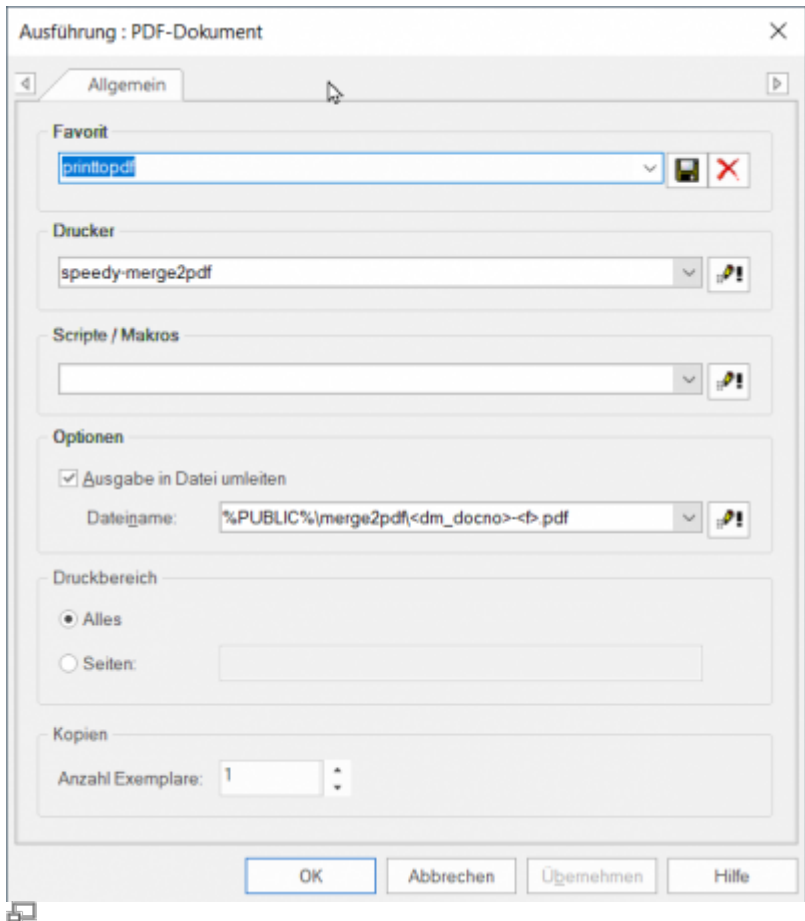 Ausführung : PDF-Dokument
Allgemein
Favorit
printtopdf
Drucker
speedy-merge2pdf
Scripte / Makros
Optionen
Ausgabe in Datei umleiten
Dateiname: %PUBLIC%\merge2pdf\<dm_docno>-<f>.pdf
Druckbereich
Alles
Seiten:
Kopien
Anzahl Exemplare: 1
OK Abbrechen Übernehmen Hilfe